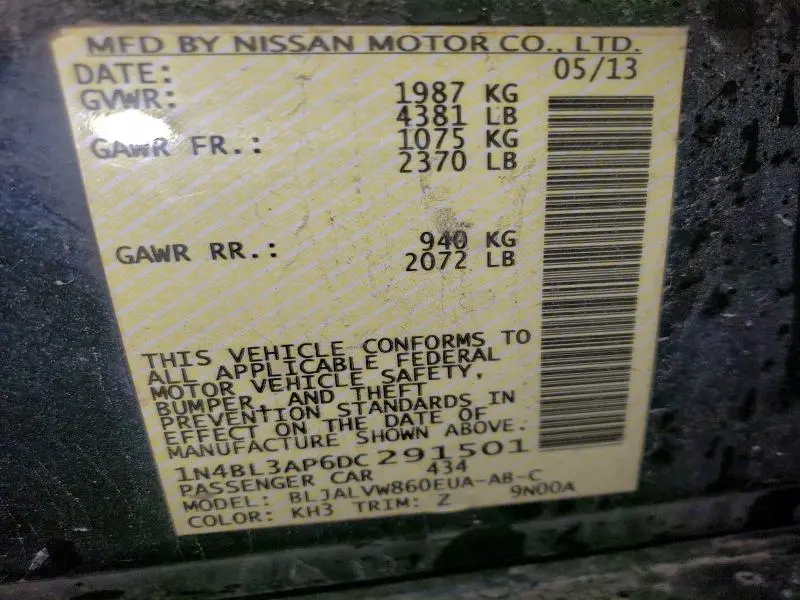 MFD BY NISSAN MOTOR CO., LTD.
DATE: 05/13
GVWR: 1987 KG
4381 LB
GAWR FR.: 1075 KG
2370 LB
GAWR RR.: 940 KG
2072 LB
THIS VEHICLE CONFORMS TO
ALL APPLICABLE FEDERAL
MOTOR VEHICLE SAFETY,
BUMPER, AND THEFT
PREVENTION STANDARDS IN
EFFECT ON THE DATE OF
MANUFACTURE SHOWN ABOVE.
1N4BL3AP6DC291501
PASSENGER CAR 434
MODEL: BLJALVW860EUA-AB-C
COLOR: KH3 TRIM: Z 9N00A